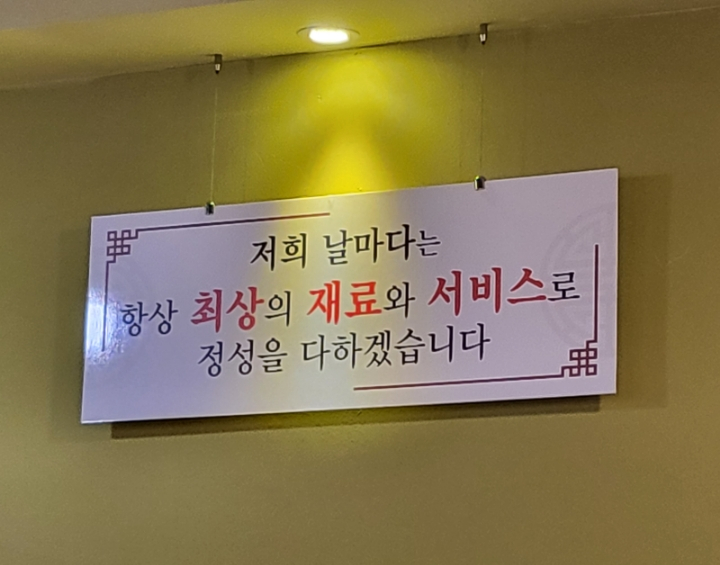 저희 날마다는
항상 최상의 재료와 서비스로
정성을 다하겠습니다